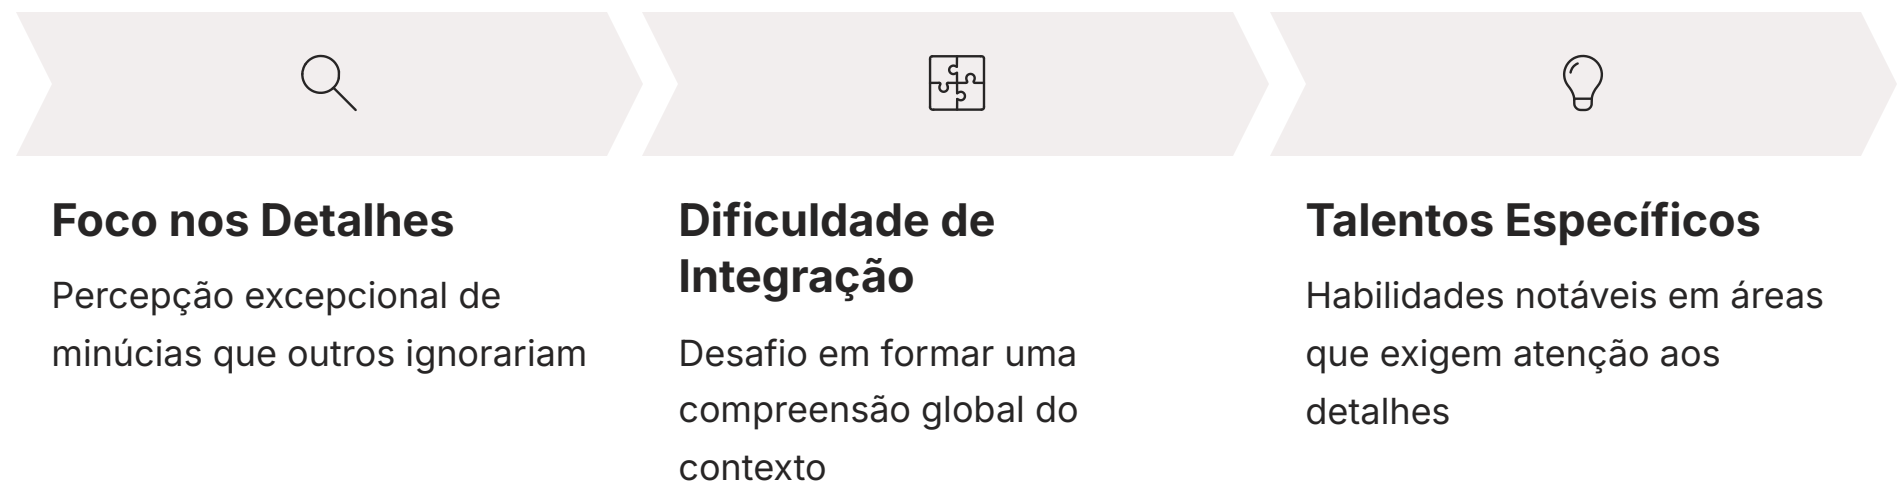 Foco nos Detalhes
Percepção excepcional de
minúcias que outros ignorariam
Dificuldade de
Integração
Desafio em formar uma
compreensão global do
contexto
Talentos Específicos
Habilidades notáveis em áreas
que exigem atenção aos
detalhes